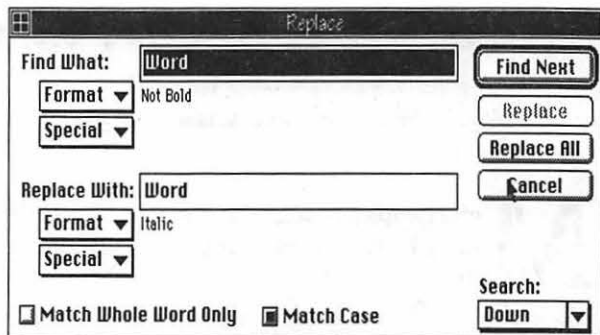 Replace
Find What: Word
Format Not Bold
Special
Find Next
Replace
Replace All
Cancel
Replace With: Word
Format Italic
Special
Match Whole Word Only Match Case
Search:
Down